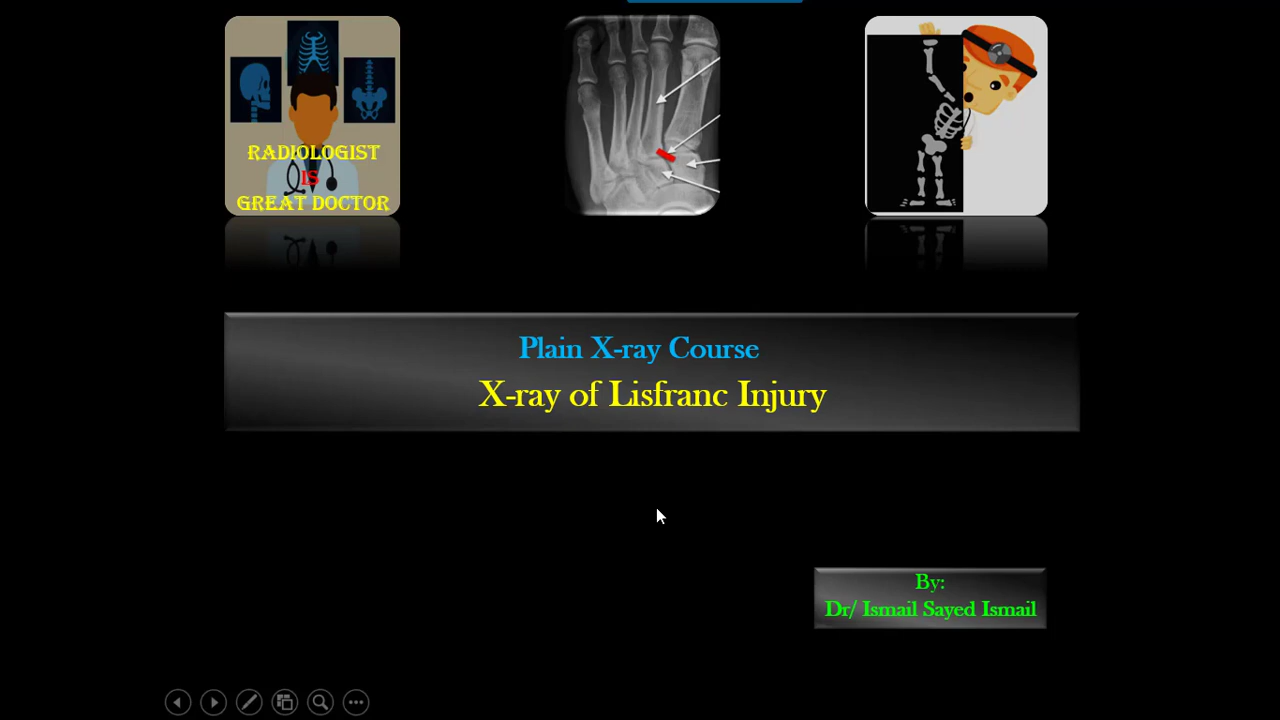 RADIOLOGIST
IS
GREAT DOCTOR
Plain X-ray Course
X-ray of Lisfranc Injury
By:
Dr/ Ismail Sayed Ismail